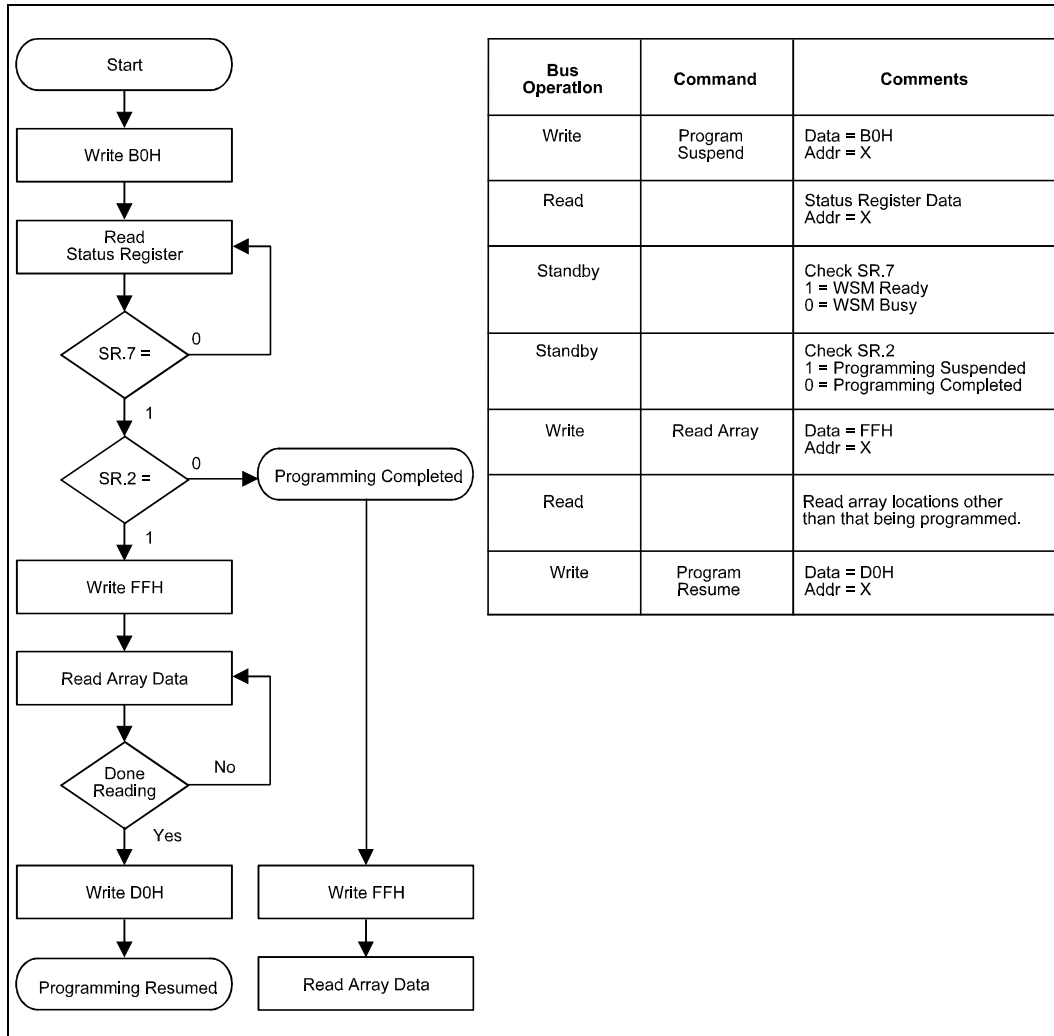 Start
Write B0H
Read
Status Register
SR.7 =
0
1
SR.2 =
0
Programming Completed
1
Write FFH
Read Array Data
Done
Reading
No
Yes
Write D0H
Write FFH
Programming Resumed
Read Array Data
Bus
Operation
Command
Comments
Write
Program
Suspend
Data = B0H
Addr = X
Read
Status Register Data
Addr = X
Standby
Check SR.7
1 = WSM Ready
0 = WSM Busy
Standby
Check SR.2
1 = Programming Suspended
0 = Programming Completed
Write
Read Array
Data = FFH
Addr = X
Read
Read array locations other
than that being programmed.
Write
Program
Resume
Data = D0H
Addr = X